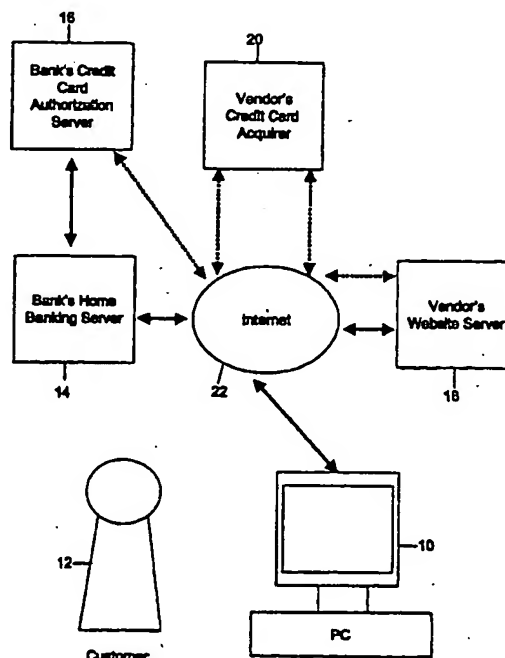 16
Bank's Credit
Card
Authorization
Server
20
Vendor's
Credit Card
Acquirer
Bank's Home
Banking Server
14
Internet
22
Vendor's
Website Server
18
12
Customer
10
PC